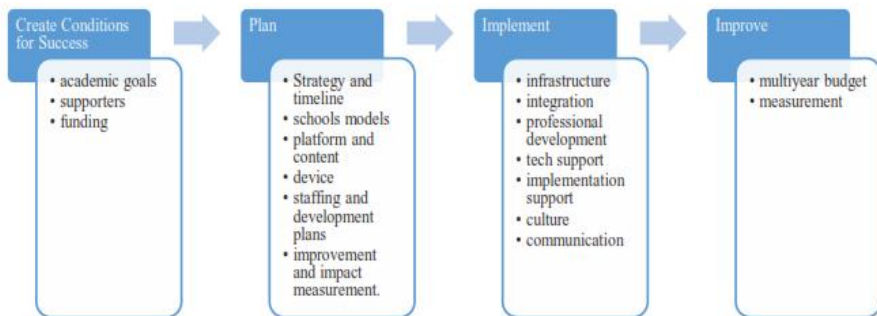 Create Conditions
for Success
• academic goals
• supporters
• funding
Plan
• Strategy and
timeline
• schools models
• platform and
content
• device
• staffing and
development
plans
• improvement
and impact
measurement.
Implement
• infrastructure
• integration
• professional
development
• tech support
• implementation
support
• culture
• communication
Improve
• multiyear budget
• measurement